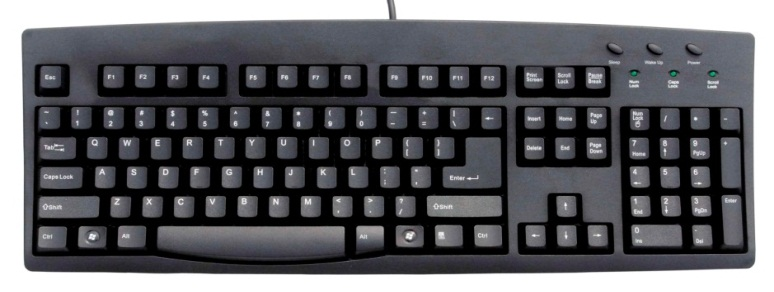 Sleep Wake Up Power
Esc F1 F2 F3 F4 F5 F6 F7 F8 F9 F10 F11 F12 Print Screen Scroll Lock Pause Break Num Lock Caps Lock Scroll Lock
~ ! @ # $ % ^ & * ( ) — + | ← Insert Home Page Up Num Lock / * -
` 1 2 3 4 5 6 7 8 9 0 - = \
Tab Q W E R T Y U I O P { } Delete End Page Down 7 Home 8 ↑ 9 PgUp +
[ ]
Caps Lock A S D F G H J K L : " Enter 4 ← 5 6 →
; '
⇧Shift Z X C V B N M < > ? ⇧Shift ↑ 1 End 2 ↓ 3 PgDn Enter
, . /
Ctrl Alt Alt Ctrl ← ↓ → 0 Ins . Del